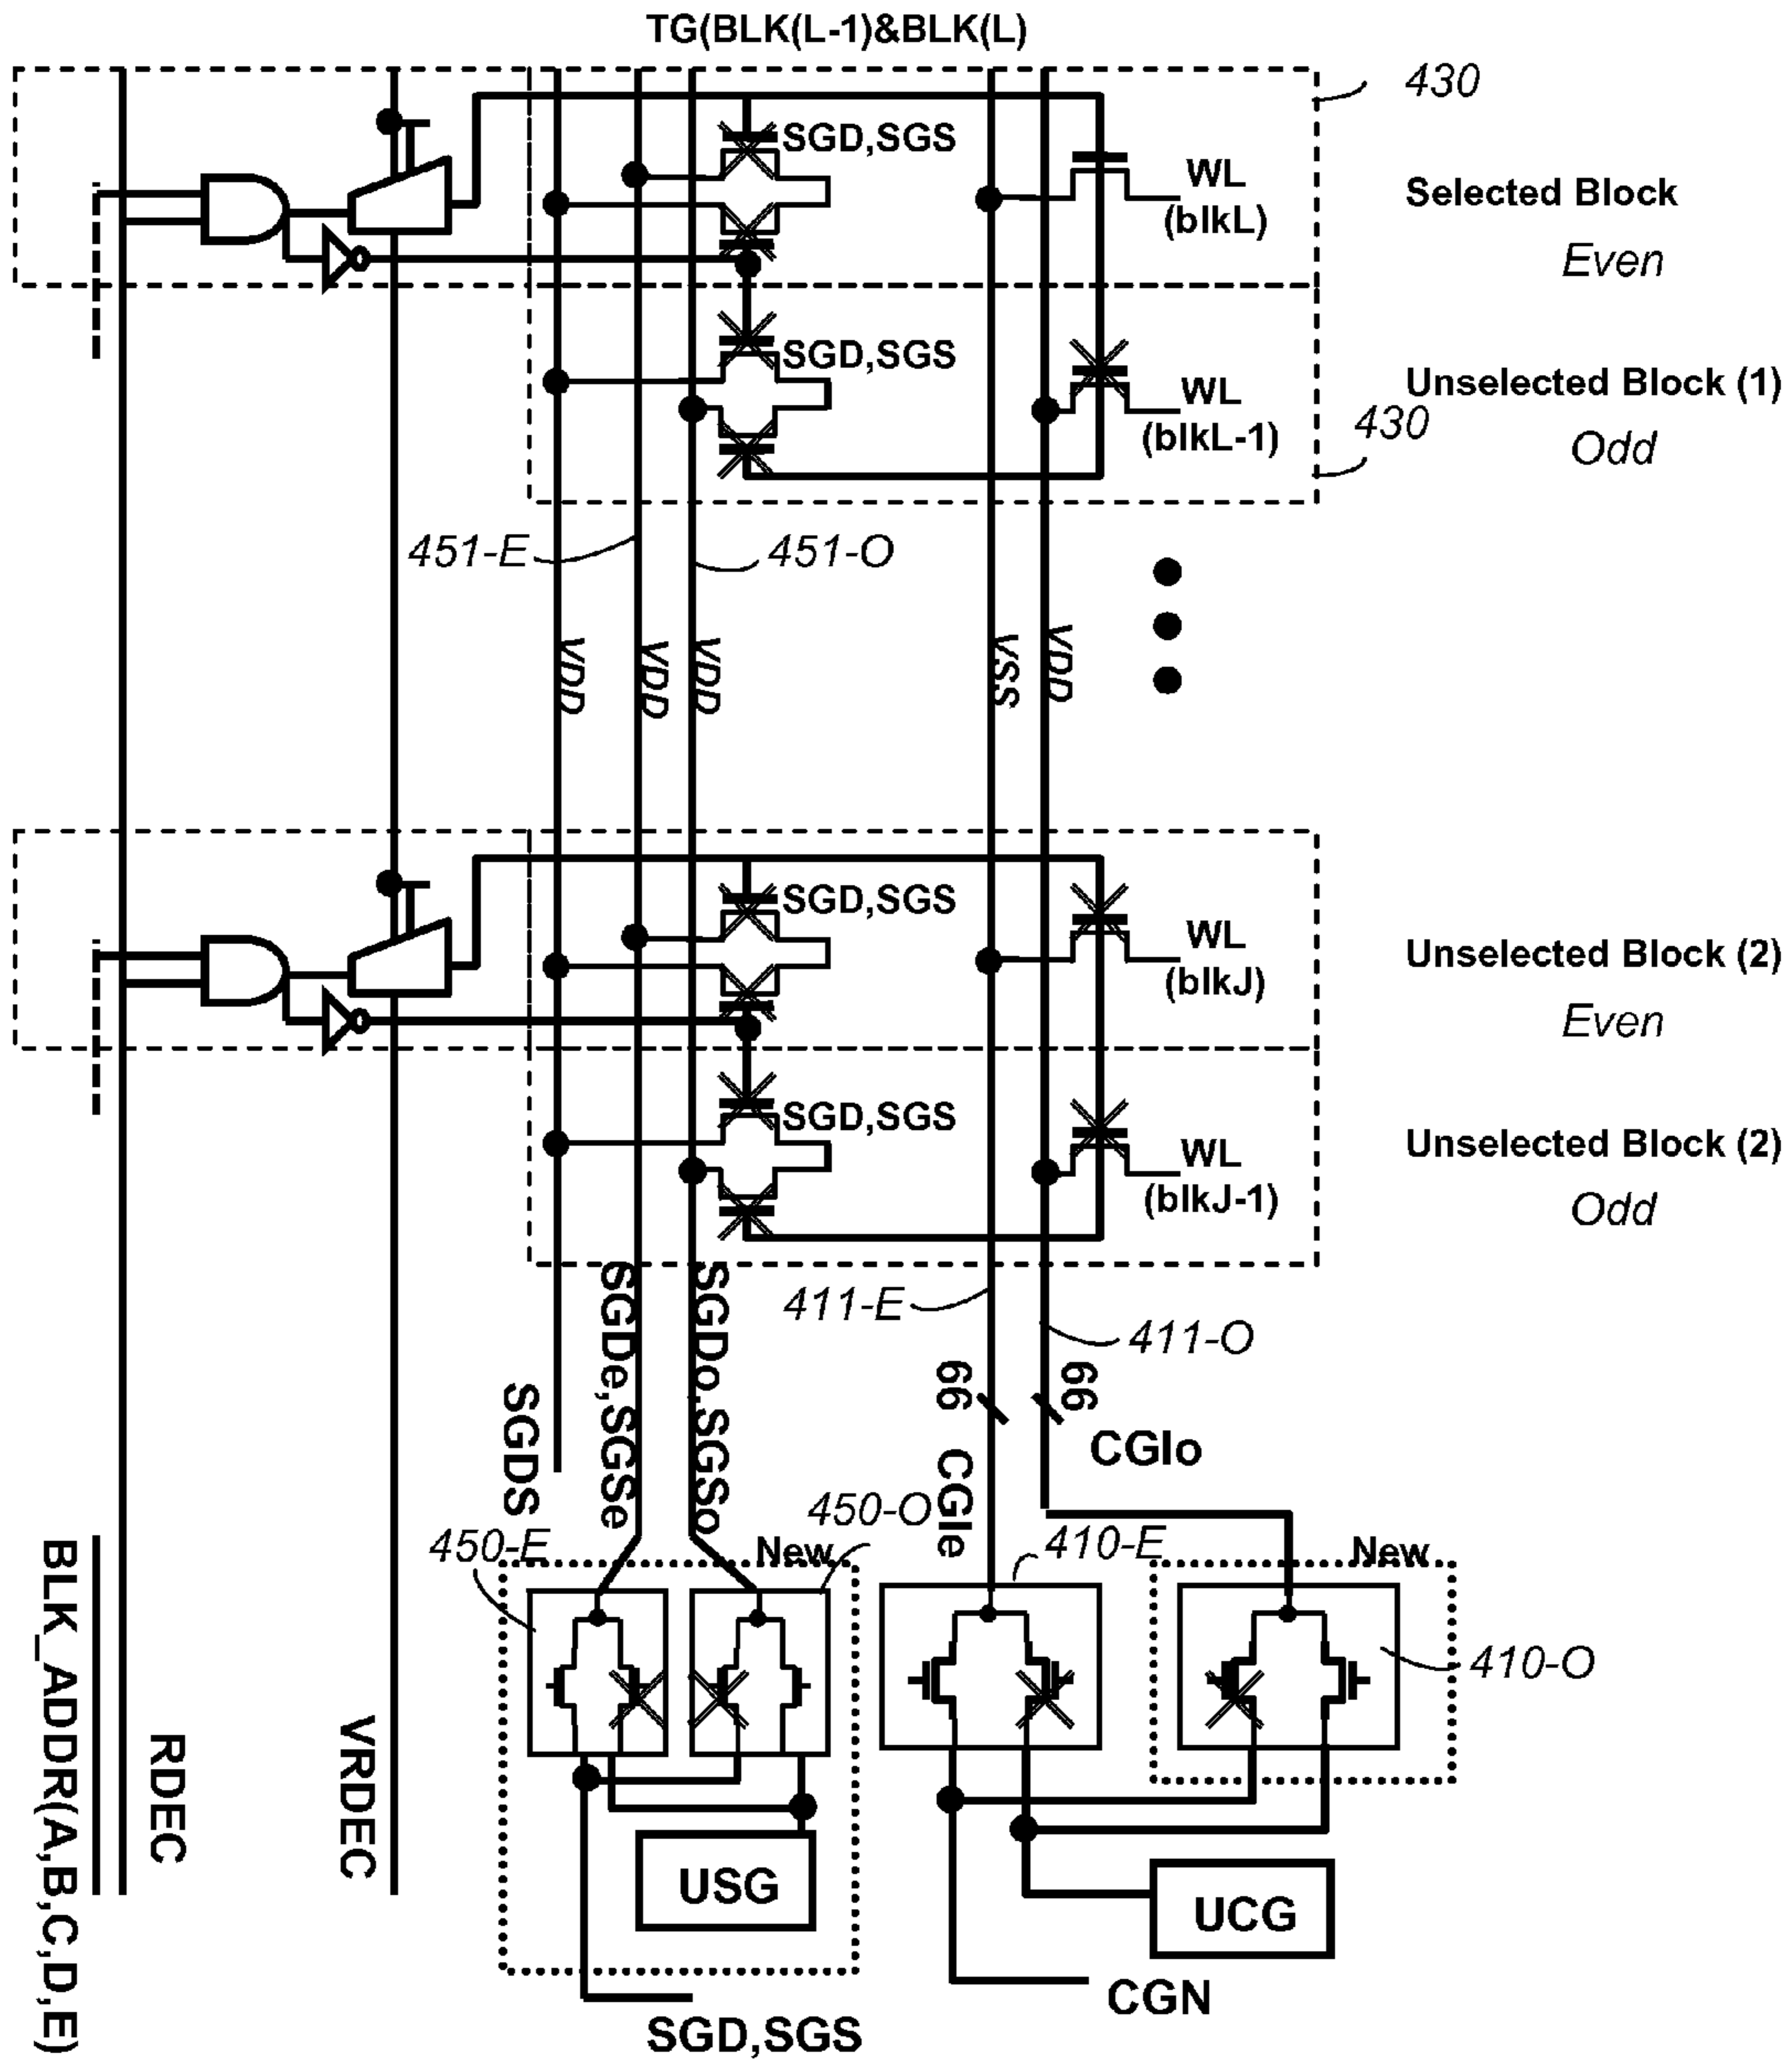 TG(BLK(L-1)&BLK(L)
430
SGD,SGS
WL
(blkL)
Selected Block
Even
SGD,SGS
WL
(blkL-1)
Unselected Block (1)
430
Odd
451-E
451-O
VDD
VDD
VDD
VSS
VDD
SGD,SGS
WL
(blkJ)
Unselected Block (2)
Even
SGD,SGS
WL
(blkJ-1)
Unselected Block (2)
Odd
411-E
411-O
66
66
SGDS
SGDe,SGSe
SGDo,SGSo
CGIe
CGIo
450-E
450-O
New
410-E
New
410-O
BLK_ADDR(A,B,C,D,E)
RDEC
VRDEC
USG
UCG
CGN
SGD,SGS